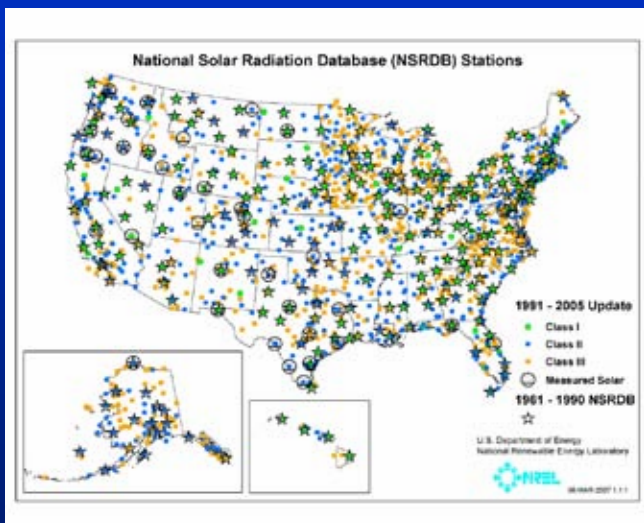 National Solar Radiation Database (NSRDB) Stations
1991 - 2005 Update
Class I
Class II
Class III
Measured Solar
1961 - 1990 NSRDB
U.S. Department of Energy
National Renewable Energy Laboratory
NREL